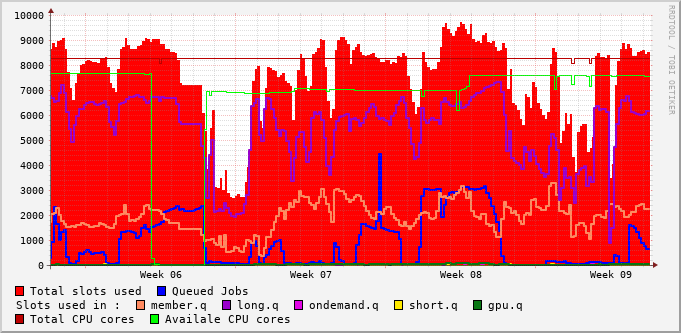 10000
9000
8000
7000
6000
5000
4000
3000
2000
1000
0
Week 06 Week 07 Week 08 Week 09
RRDTOOL / TOBI OETIKER
Total slots used Queued Jobs
Slots used in : member.q long.q ondemand.q short.q gpu.q
Total CPU cores Availale CPU cores